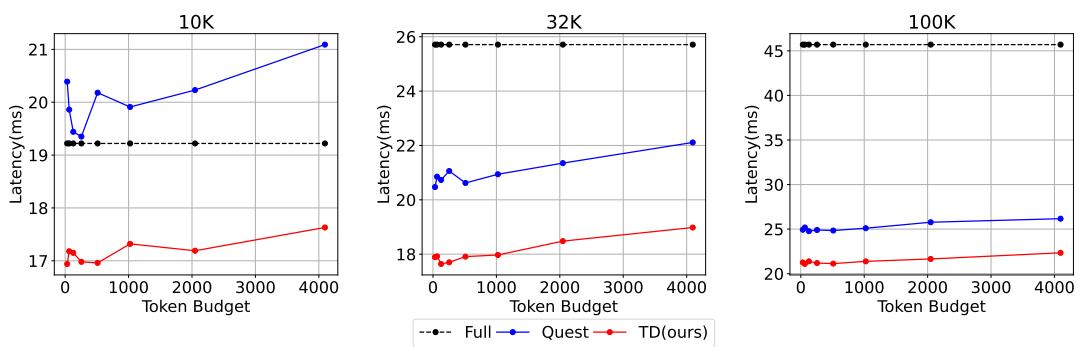 10K
21
20
19
18
17
Latency(ms)
0 1000 2000 3000 4000
Token Budget
32K
26
24
22
20
18
Latency(ms)
0 1000 2000 3000 4000
Token Budget
100K
45
40
35
30
25
20
Latency(ms)
0 1000 2000 3000 4000
Token Budget
Full Quest TD(ours)